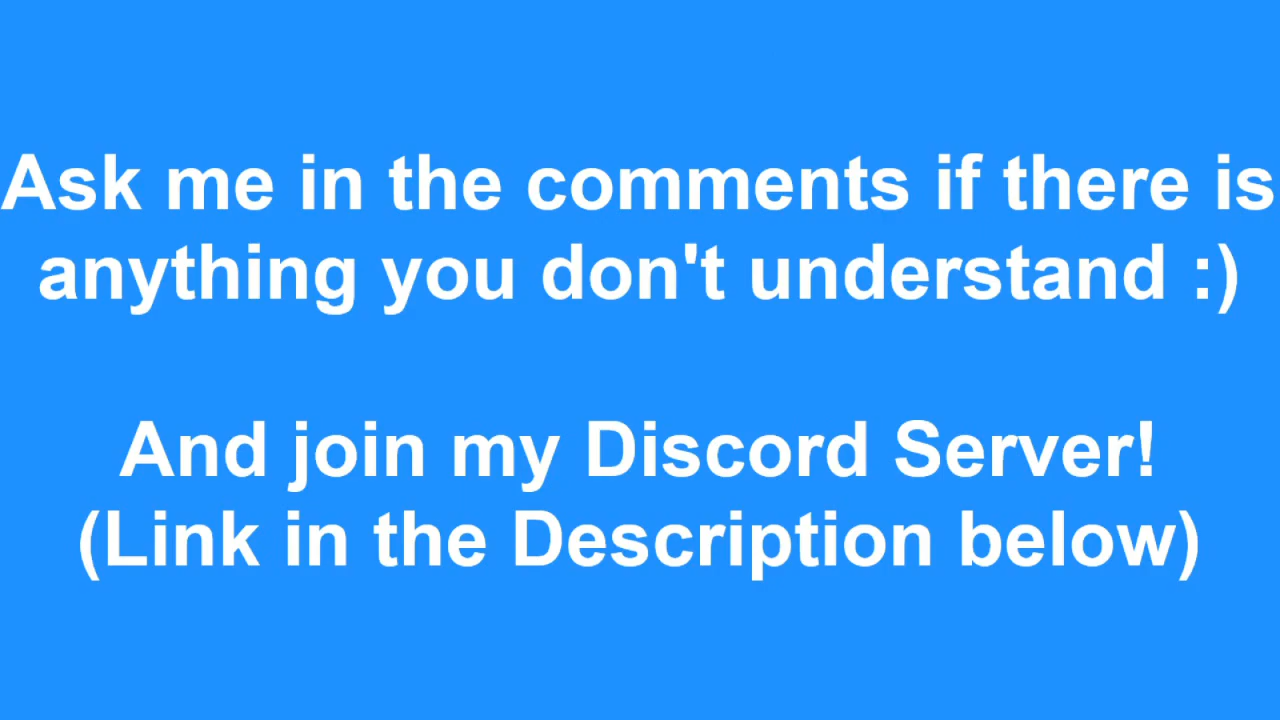 Ask me in the comments if there is
anything you don't understand :)
And join my Discord Server!
(Link in the Description below)